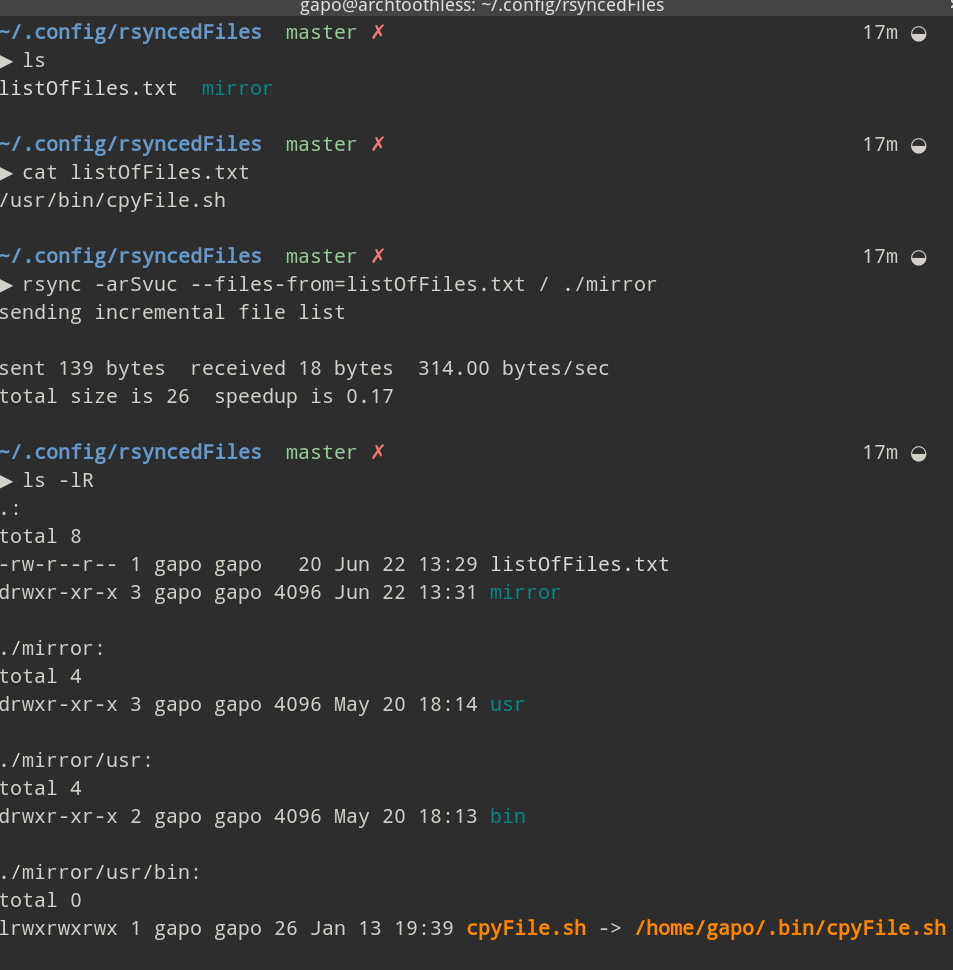 gapo@archtoothless: ~/.config/rsyncedFiles
~/.config/rsyncedFiles  master ✗ 17m ◒
▶ ls
listOfFiles.txt  mirror
~/.config/rsyncedFiles  master ✗ 17m ◒
▶ cat listOfFiles.txt
/usr/bin/cpyFile.sh
~/.config/rsyncedFiles  master ✗ 17m ◒
▶ rsync -arSvuc --files-from=listOfFiles.txt / ./mirror
sending incremental file list
sent 139 bytes  received 18 bytes  314.00 bytes/sec
total size is 26  speedup is 0.17
~/.config/rsyncedFiles  master ✗ 17m ◒
▶ ls -lR
.:
total 8
-rw-r--r-- 1 gapo gapo   20 Jun 22 13:29 listOfFiles.txt
drwxr-xr-x 3 gapo gapo 4096 Jun 22 13:31 mirror
./mirror:
total 4
drwxr-xr-x 3 gapo gapo 4096 May 20 18:14 usr
./mirror/usr:
total 4
drwxr-xr-x 2 gapo gapo 4096 May 20 18:13 bin
./mirror/usr/bin:
total 0
lrwxrwxrwx 1 gapo gapo 26 Jan 13 19:39 cpyFile.sh -> /home/gapo/.bin/cpyFile.sh